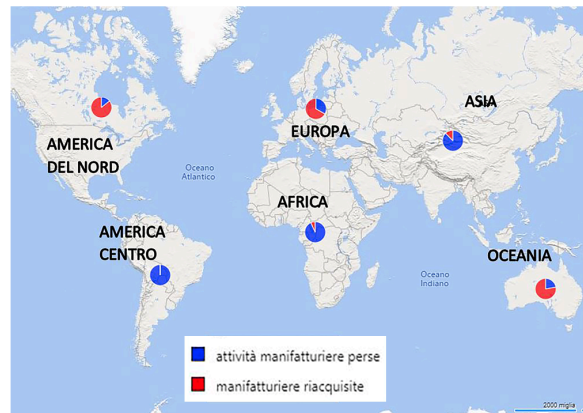 AMERICA
DEL NORD
EUROPA
ASIA
Oceano
Atlantico
AFRICA
AMERICA
CENTRO
OCEANIA
Oceano
Indiano
attività manifatturiere perse
manifatturiere riacquisite
2000 miglia